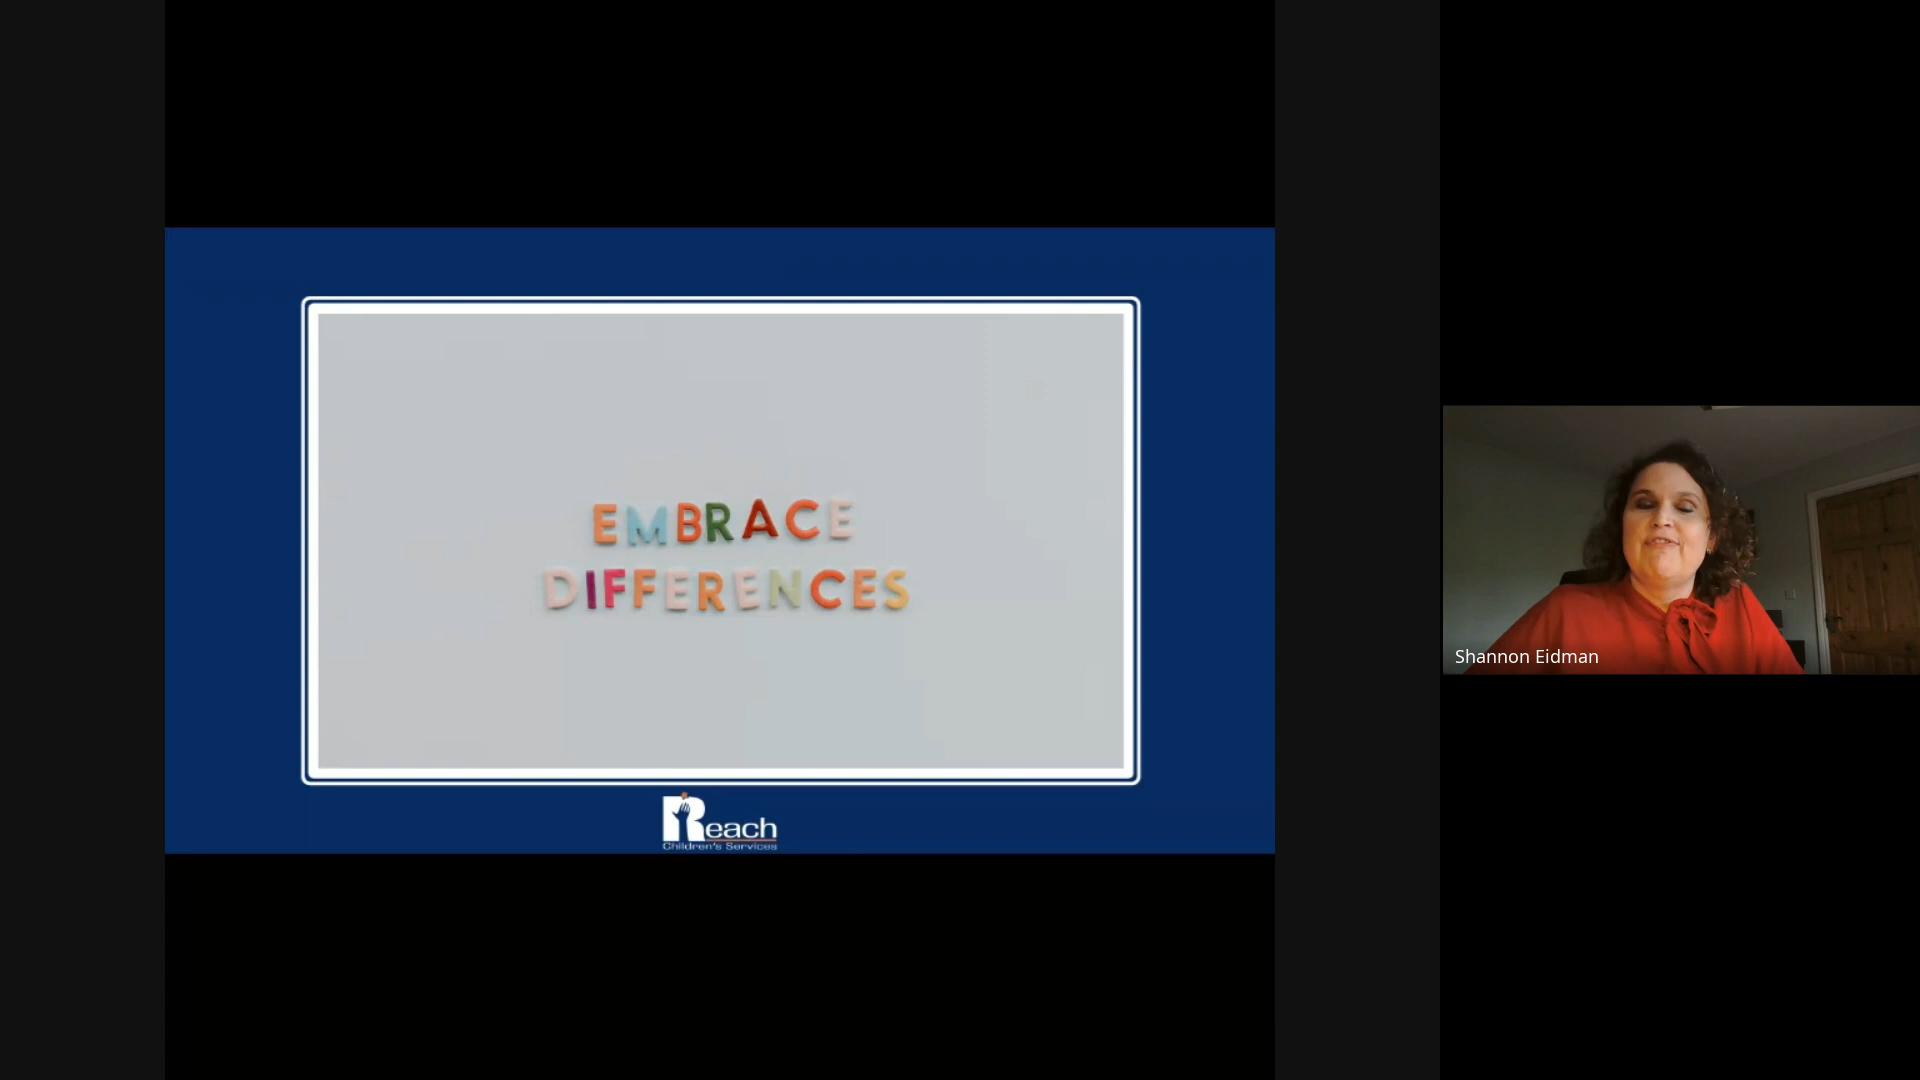 EMBRACE
DIFFERENCES
Reach
Children's Services
Shannon Eidman